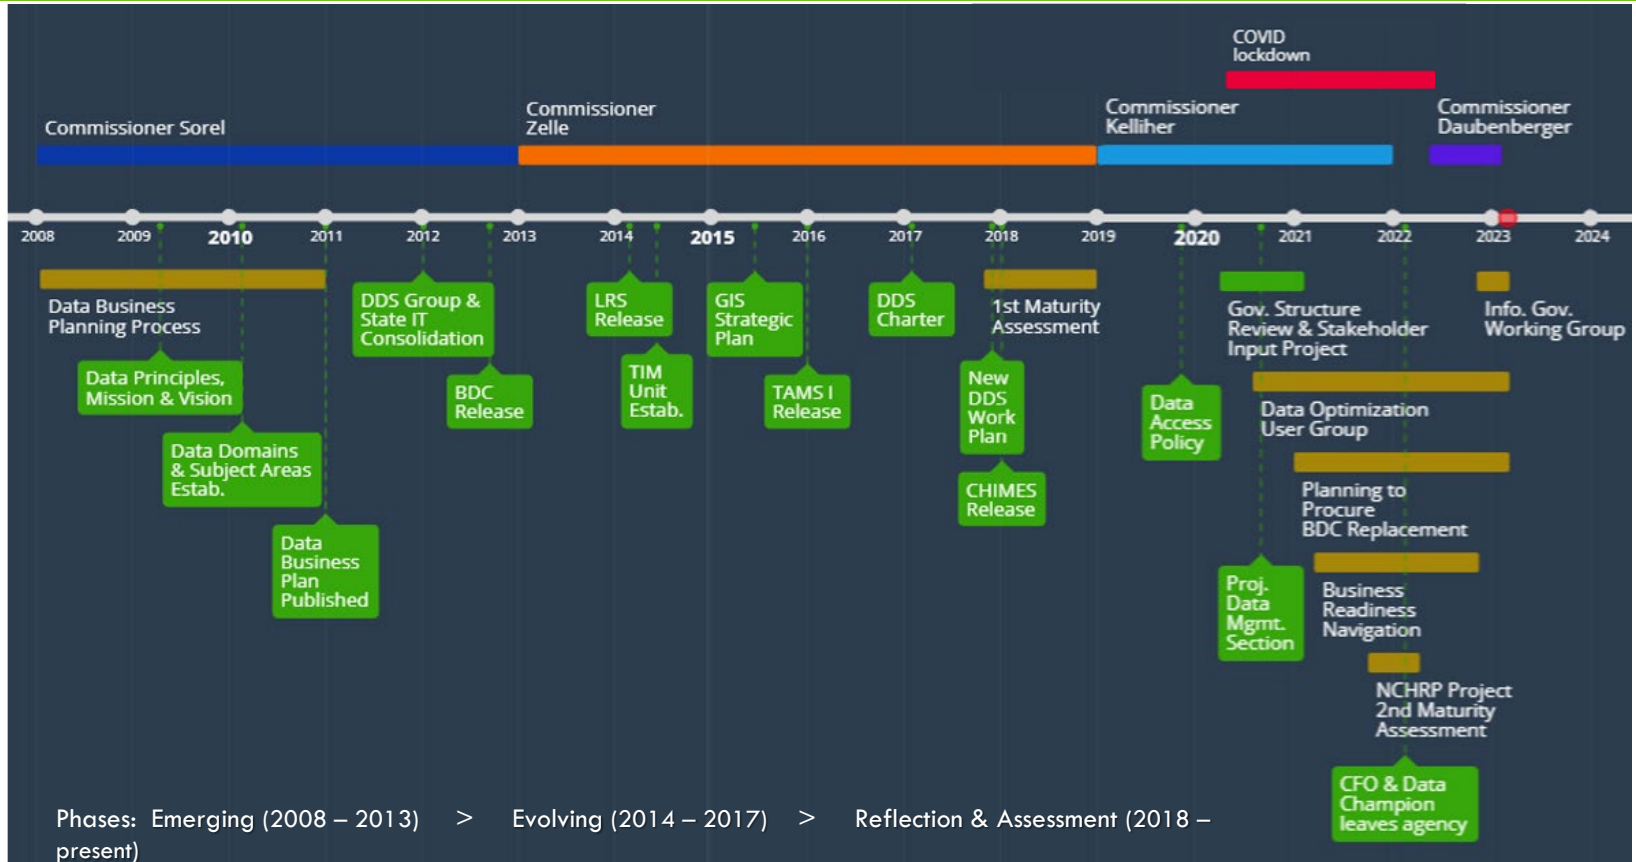 COVID
lockdown
Commissioner Sorel
Commissioner
Zelle
Commissioner
Kelliher
Commissioner
Daubenberger
2008
2009
2010
2011
2012
2013
2014
2015
2016
2017
2018
2019
2020
2021
2022
2023
2024
Data Business
Planning Process
Data Principles,
Mission & Vision
Data Domains
& Subject Areas
Estab.
Data
Business
Plan
Published
DDS Group &
State IT
Consolidation
BDC
Release
LRS
Release
TIM
Unit
Estab.
GIS
Strategic
Plan
TAMS I
Release
DDS
Charter
1st Maturity
Assessment
New
DDS
Work
Plan
CHIMES
Release
Data
Access
Policy
Gov. Structure
Review & Stakeholder
Input Project
Info. Gov.
Working Group
Data Optimization
User Group
Planning to
Procure
BDC Replacement
Proj.
Data
Mgmt.
Section
Business
Readiness
Navigation
NCHRP Project
2nd Maturity
Assessment
CFO & Data
Champion
leaves agency
Phases: Emerging (2008 – 2013) > Evolving (2014 – 2017) > Reflection & Assessment (2018 –
present)